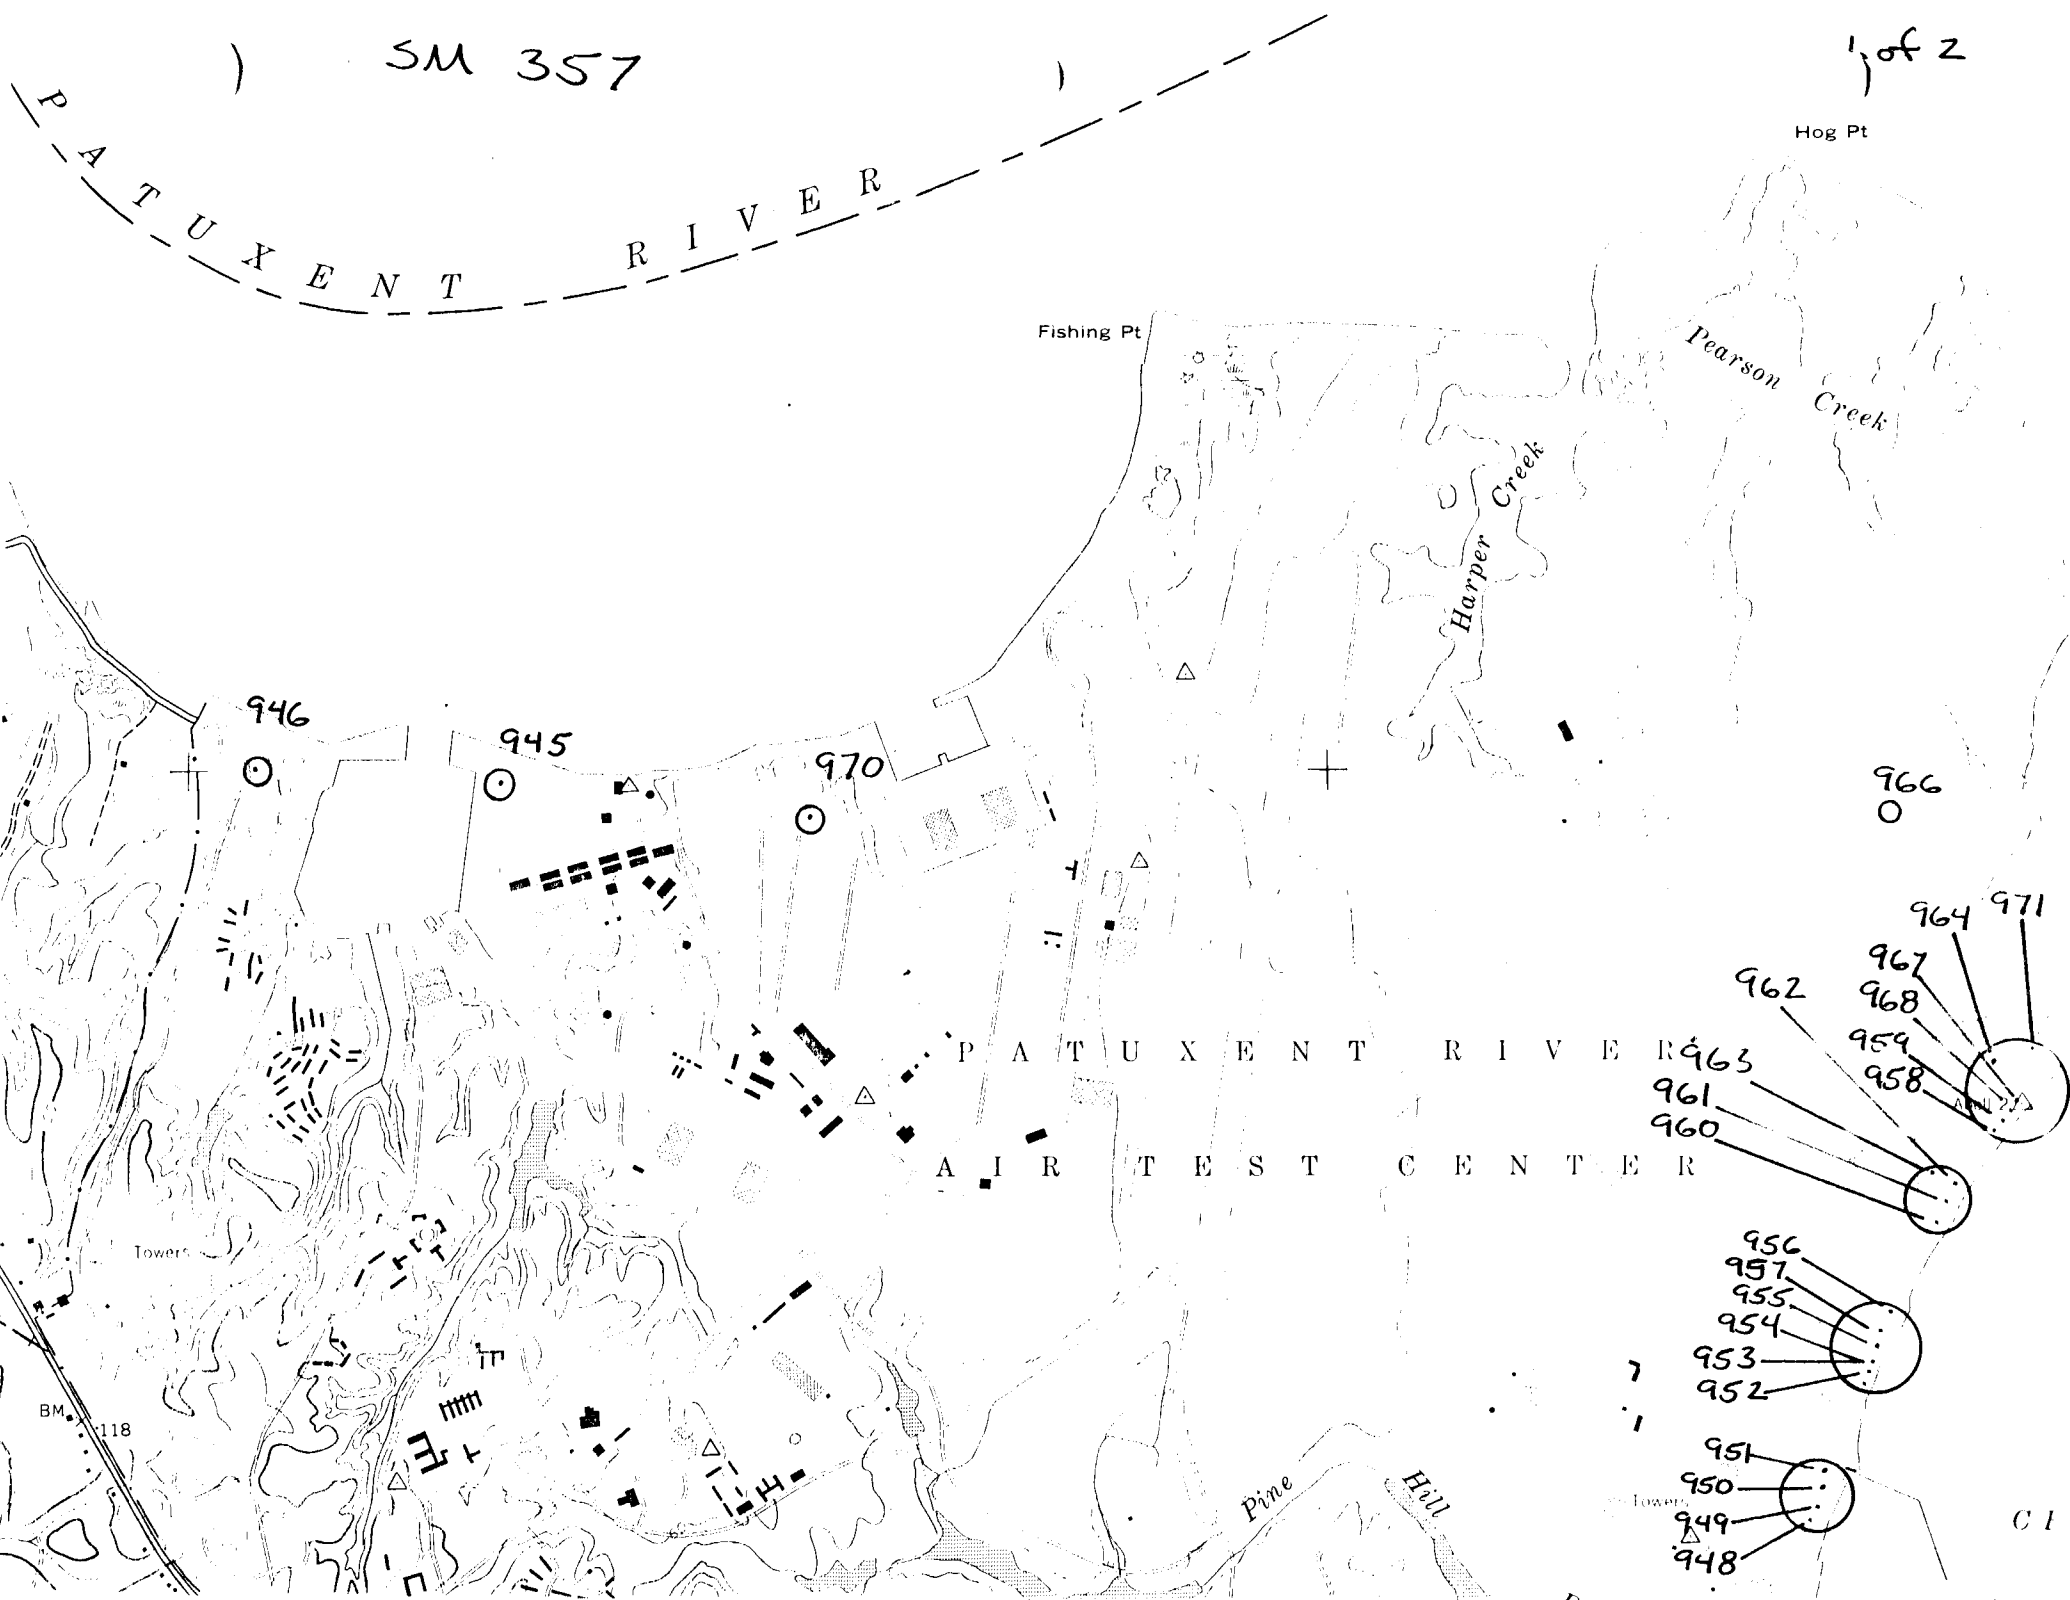 SM 357
1 of 2
PATUXENT RIVER
Hog Pt
Fishing Pt
Pearson Creek
Harper Creek
946
945
970
966
964
971
967
968
962
959
958
963
961
960
PATUXENT RIVER
AIR TEST CENTER
Towers
956
957
955
954
953
952
BM
118
951
950
949
948
Towers
Pine Hill